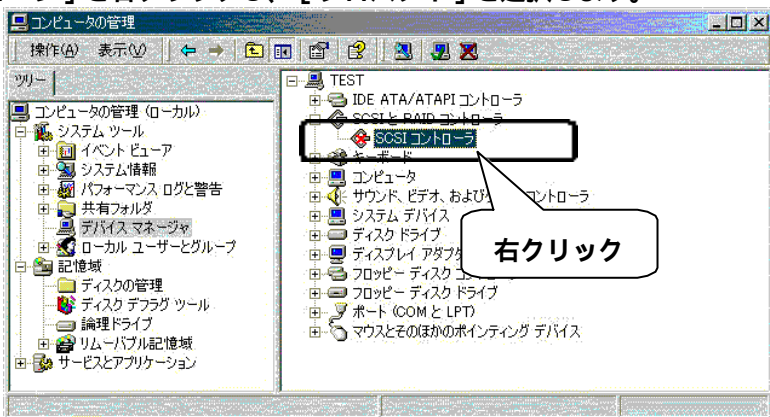 コンピュータの管理
操作(A) 表示(V)
ツリー
コンピュータの管理 (ローカル)
システム ツール
イベント ビューア
システム情報
パフォーマンス ログと警告
共有フォルダ
デバイス マネージャ
ローカル ユーザーとグループ
記憶域
ディスクの管理
ディスク デフラグ ツール
論理ドライブ
リムーバブル記憶域
サービスとアプリケーション
TEST
IDE ATA/ATAPI コントローラ
SCSI と RAID コントローラ
SCSI コントローラ
キーボード
コンピュータ
サウンド、ビデオ、および コントローラ
システム デバイス
ディスク ドライブ
ディスプレイ アダプタ
フロッピー ディスク コント
フロッピー ディスク ドライブ
ポート (COM と LPT)
マウスとそのほかのポインティング デバイス
右クリック